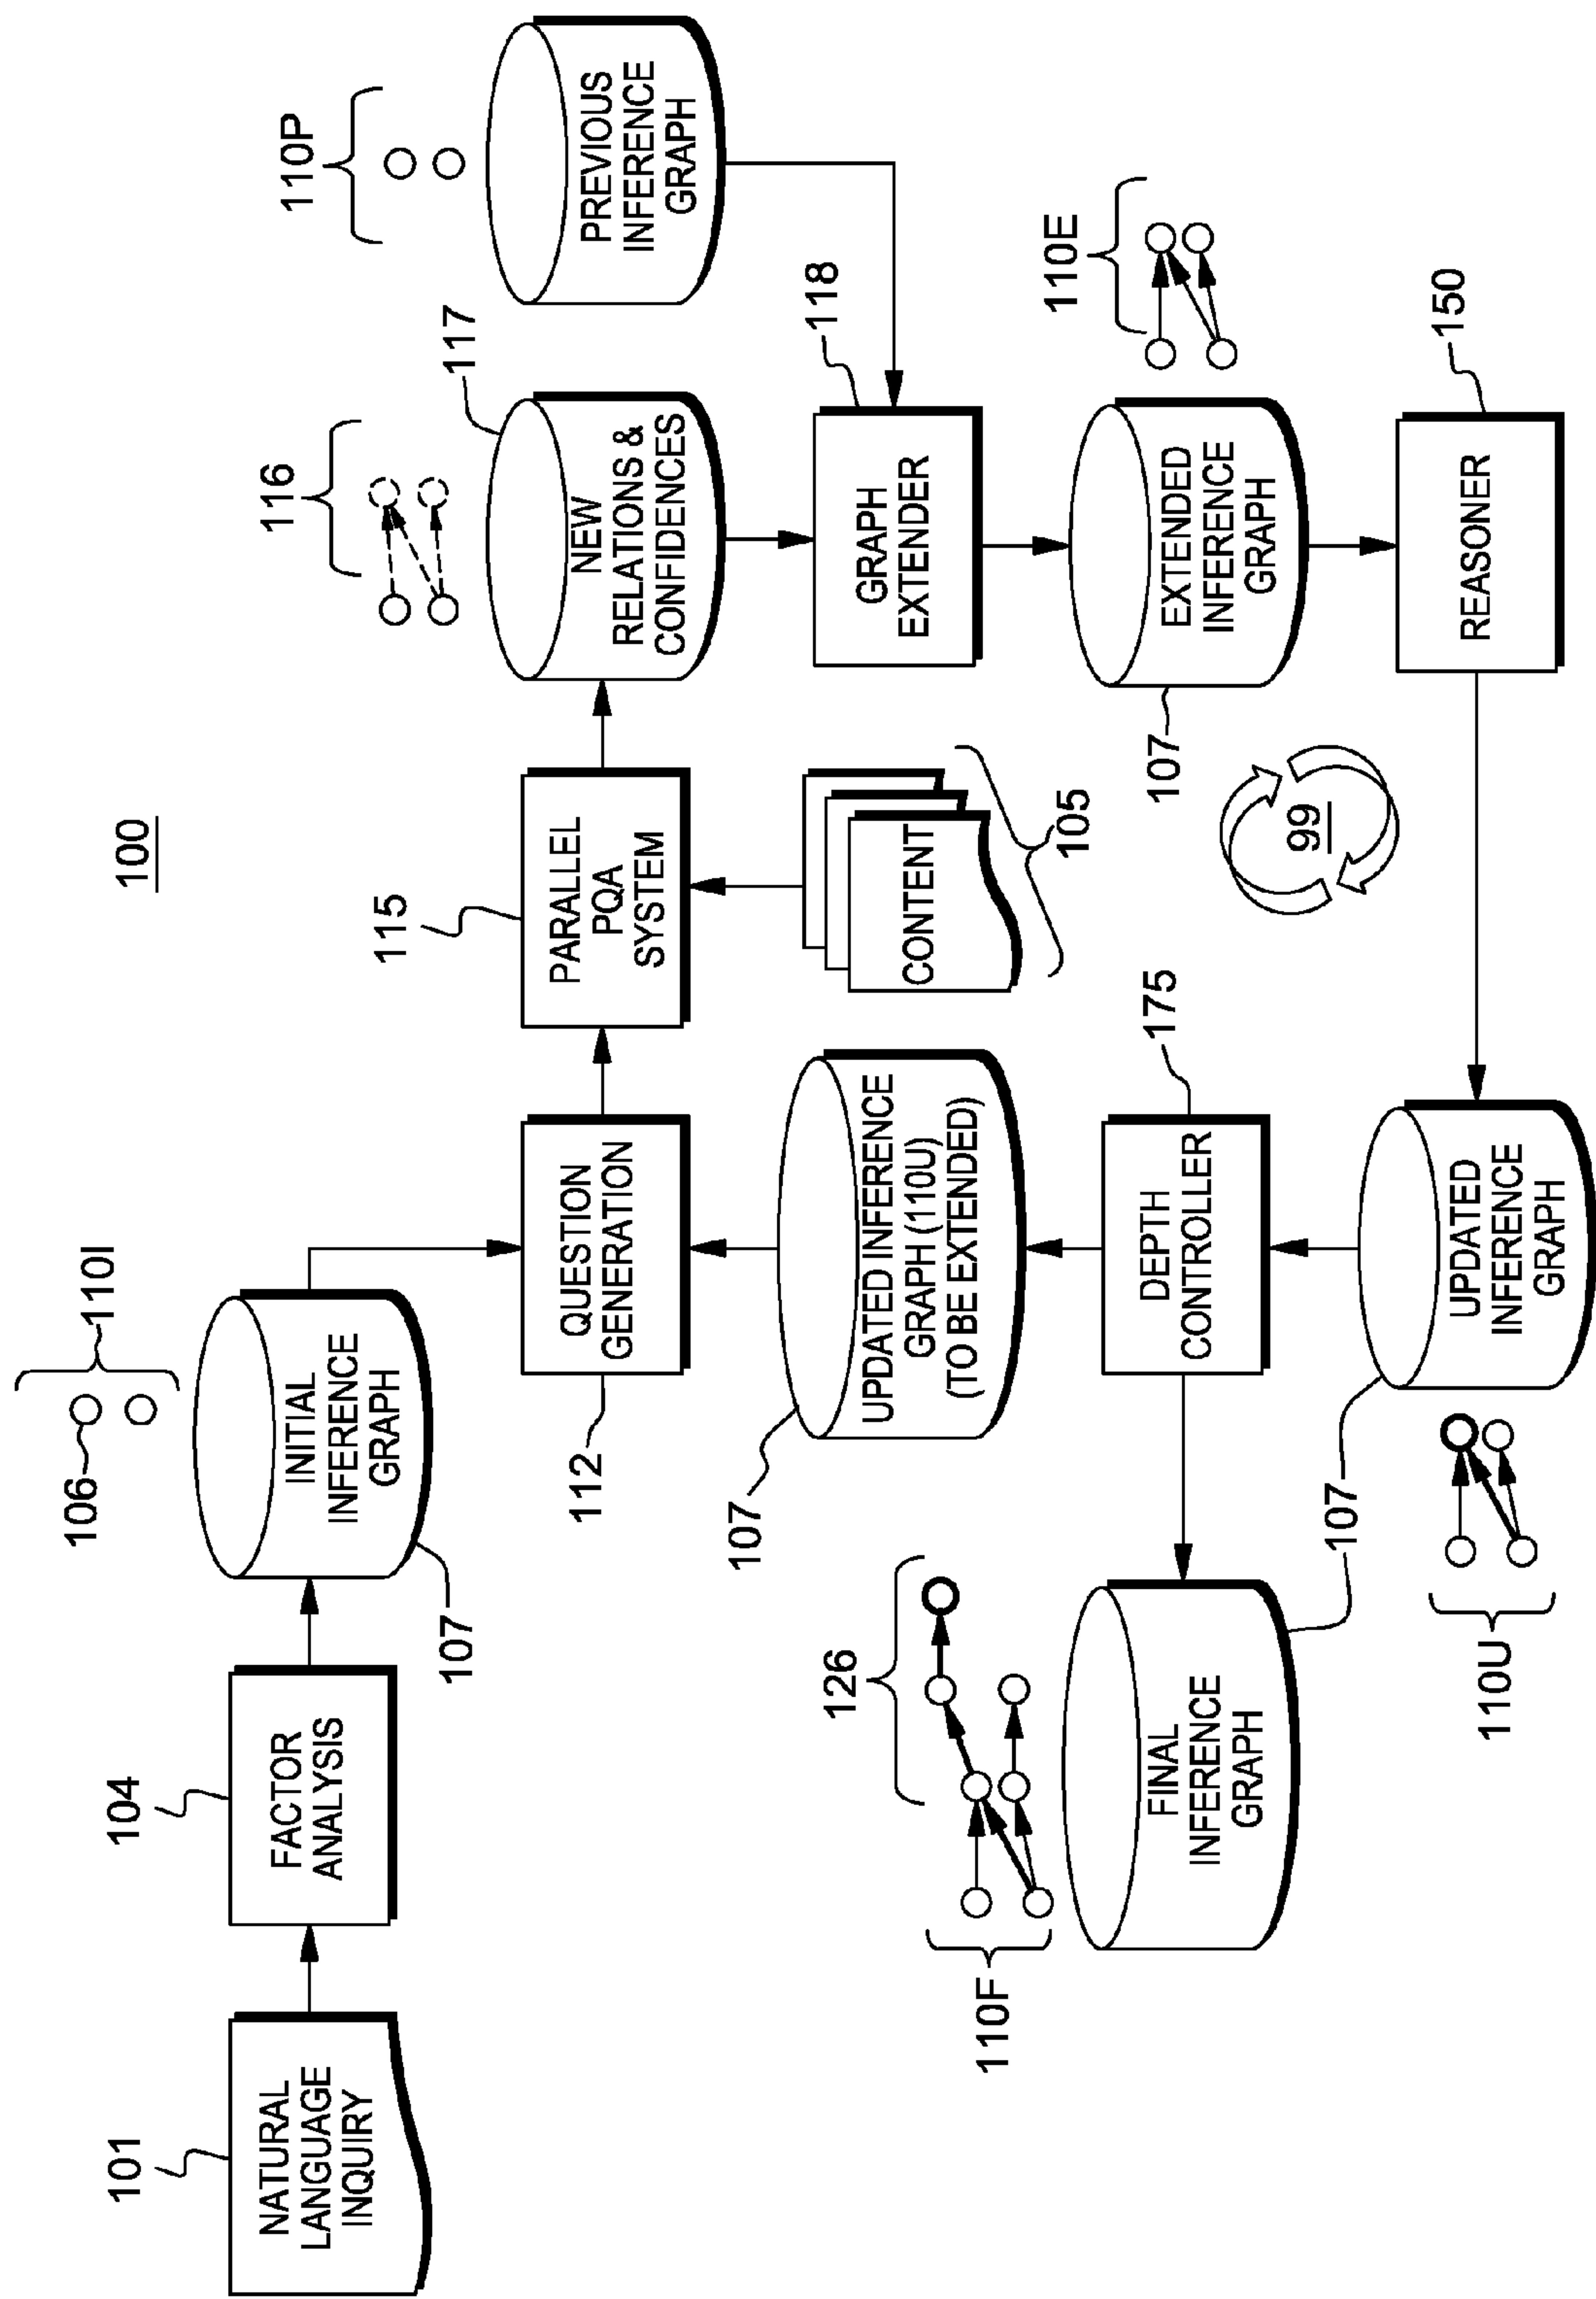 100
101
NATURAL
LANGUAGE
INQUIRY
104
FACTOR
ANALYSIS
106
110I
INITIAL
INFERENCE
GRAPH
107
112
QUESTION
GENERATION
115
PARALLEL
PQA
SYSTEM
CONTENT
105
116
117
NEW
RELATIONS &
CONFIDENCES
110P
PREVIOUS
INFERENCE
GRAPH
118
GRAPH
EXTENDER
110E
EXTENDED
INFERENCE
GRAPH
107
150
REASONER
99
UPDATED INFERENCE
GRAPH (110U)
(TO BE EXTENDED)
107
175
DEPTH
CONTROLLER
UPDATED
INFERENCE
GRAPH
107
110U
126
110F
FINAL
INFERENCE
GRAPH